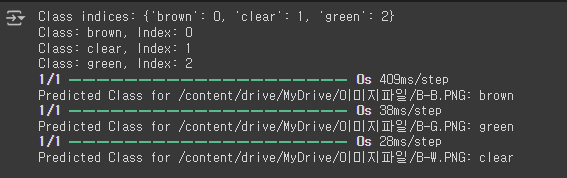 Class indices: {'brown': 0, 'clear': 1, 'green': 2}
Class: brown, Index: 0
Class: clear, Index: 1
Class: green, Index: 2
1/1 ━━━━━━━━━━━━━━━━━━━━ 0s 409ms/step
Predicted Class for /content/drive/MyDrive/이미지파일/B-B.PNG: brown
1/1 ━━━━━━━━━━━━━━━━━━━━ 0s 38ms/step
Predicted Class for /content/drive/MyDrive/이미지파일/B-G.PNG: green
1/1 ━━━━━━━━━━━━━━━━━━━━ 0s 28ms/step
Predicted Class for /content/drive/MyDrive/이미지파일/B-W.PNG: clear